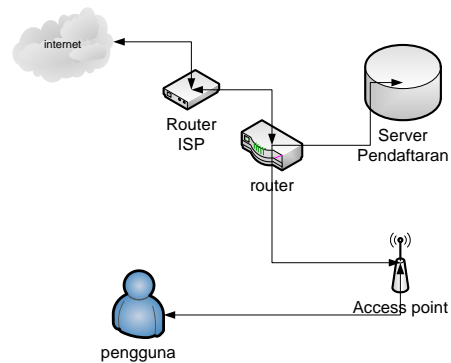 internet
Router
ISP
Server
Pendaftaran
router
Access point
pengguna